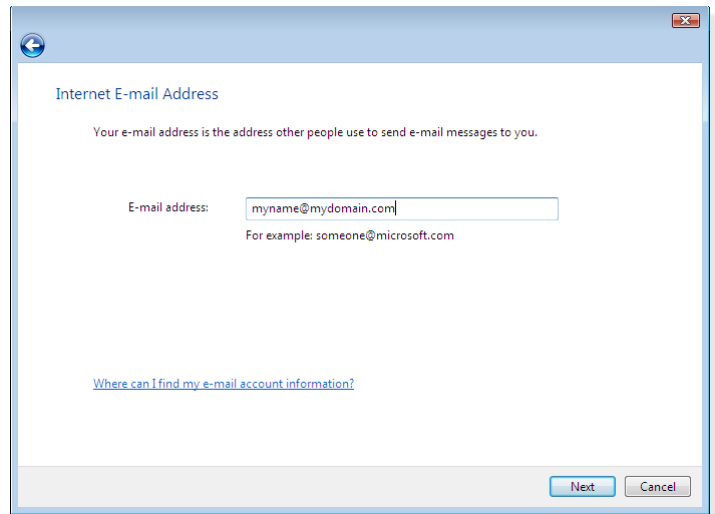 Internet E-mail Address
Your e-mail address is the address other people use to send e-mail messages to you.
E-mail address: myname@mydomain.com
For example: someone@microsoft.com
Where can I find my e-mail account information?
Next Cancel